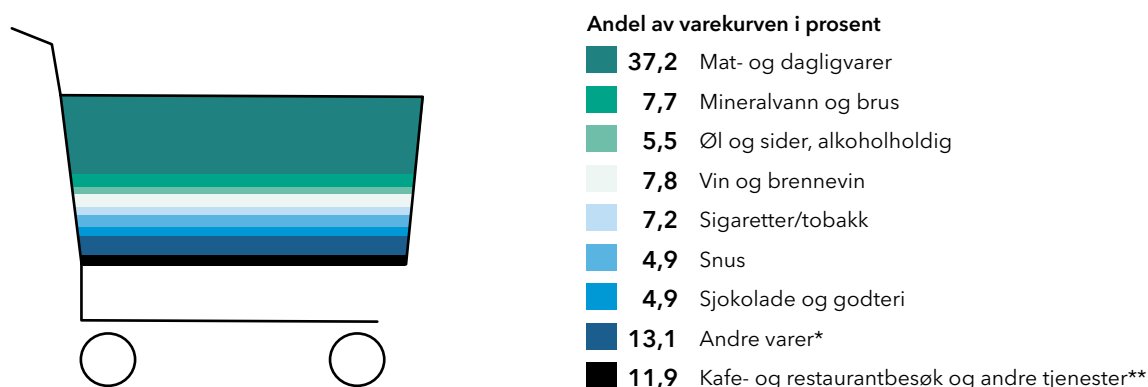 Andel av varekurven i prosent
37,2 Mat- og dagligvarer
7,7 Mineralvann og brus
5,5 Øl og sider, alkoholholdig
7,8 Vin og brennevin
7,2 Sigaretter/tobakk
4,9 Snus
4,9 Sjokolade og godteri
13,1 Andre varer*
11,9 Kafe- og restaurantbesøk og andre tjenester**